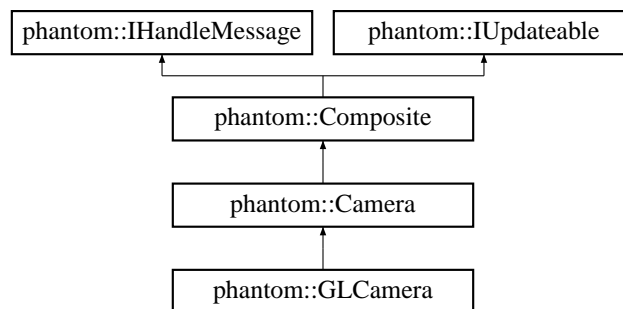 phantom::IHandleMessage
phantom::IUpdateable
phantom::Composite
phantom::Camera
phantom::GLCamera